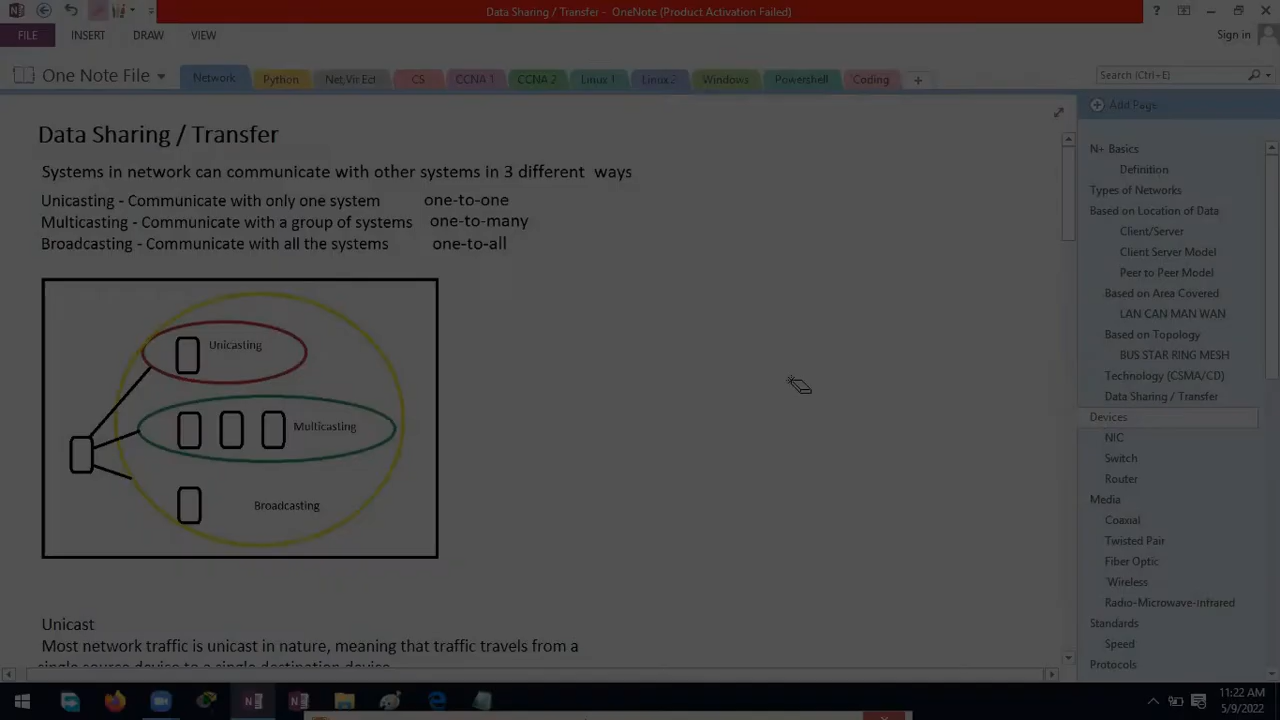 Data Sharing / Transfer - OneNote (Product Activation Failed)
?
FILE INSERT DRAW VIEW
Sign in
One Note File
Network
Python
Net,Vir Ecl
CS
CCNA 1
CCNA 2
Linux 1
Linux 2
Windows
Powershell
Coding
+
Search (Ctrl+E)
Data Sharing / Transfer
Systems in network can communicate with other systems in 3 different ways
Unicasting - Communicate with only one system one-to-one
Multicasting - Communicate with a group of systems one-to-many
Broadcasting - Communicate with all the systems one-to-all
Unicasting
Multicasting
Broadcasting
Unicast
Most network traffic is unicast in nature, meaning that traffic travels from a
single source device to a single destination device
Add Page
N+ Basics
Definition
Types of Networks
Based on Location of Data
Client/Server
Client Server Model
Peer to Peer Model
Based on Area Covered
LAN CAN MAN WAN
Based on Topology
BUS STAR RING MESH
Technology (CSMA/CD)
Data Sharing / Transfer
Devices
NIC
Switch
Router
Media
Coaxial
Twisted Pair
Fiber Optic
'Wireless
Radio-Microwave-Infrared
Standards
Speed
Protocols
11:22 AM
5/9/2022